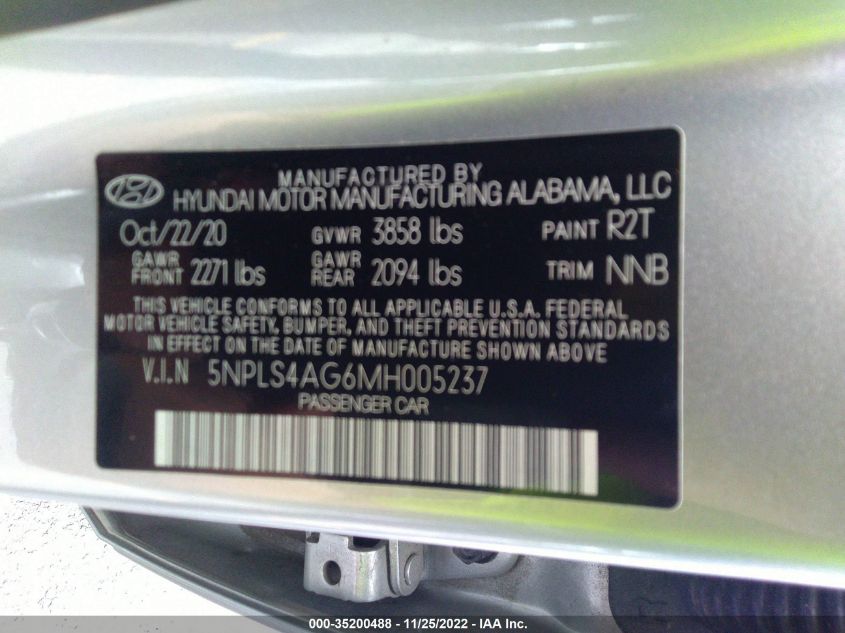 MANUFACTURED BY
HYUNDAI MOTOR MANUFACTURING ALABAMA, LLC
Oct/22/20 GVWR 3858 lbs PAINT R2T
GAWR FRONT 2271 lbs GAWR REAR 2094 lbs TRIM NNB
THIS VEHICLE CONFORMS TO ALL APPLICABLE U.S.A. FEDERAL
MOTOR VEHICLE SAFETY, BUMPER, AND THEFT PREVENTION STANDARDS
IN EFFECT ON THE DATE OF MANUFACTURE SHOWN ABOVE
V.I.N 5NPLS4AG6MH005237
PASSENGER CAR
000-35200488 - 11/25/2022 - IAA Inc.